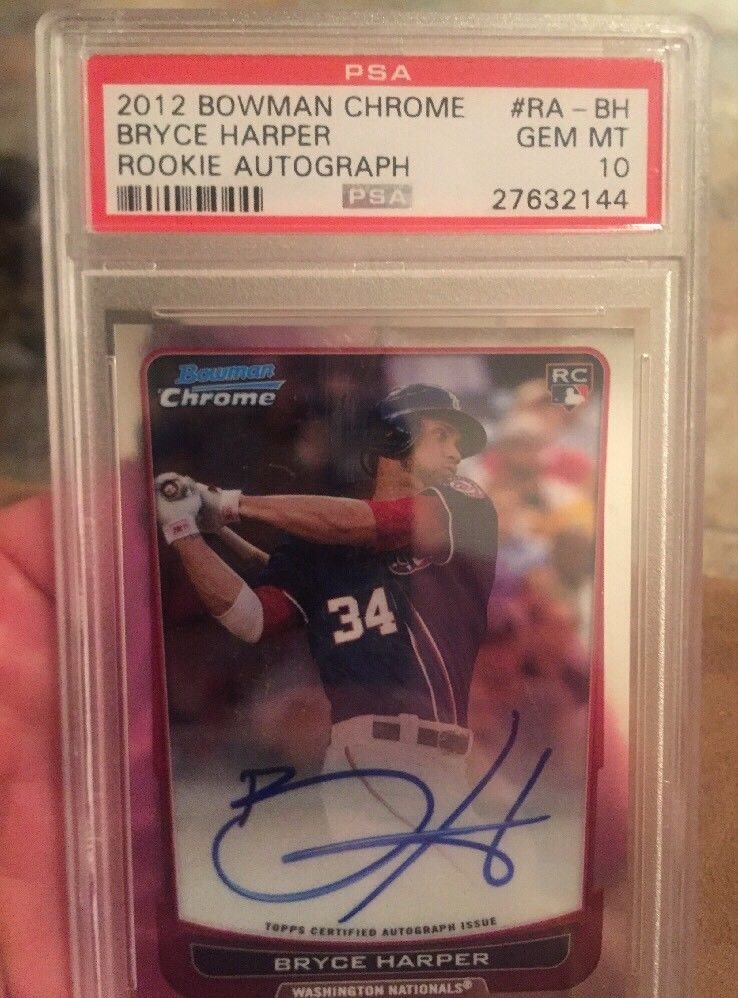 PSA
2012 BOWMAN CHROME #RA - BH
BRYCE HARPER GEM MT
ROOKIE AUTOGRAPH 10
PSA 27632144
Bowman
Chrome
RC
34
TOPPS CERTIFIED AUTOGRAPH ISSUE
BRYCE HARPER
WASHINGTON NATIONALS®